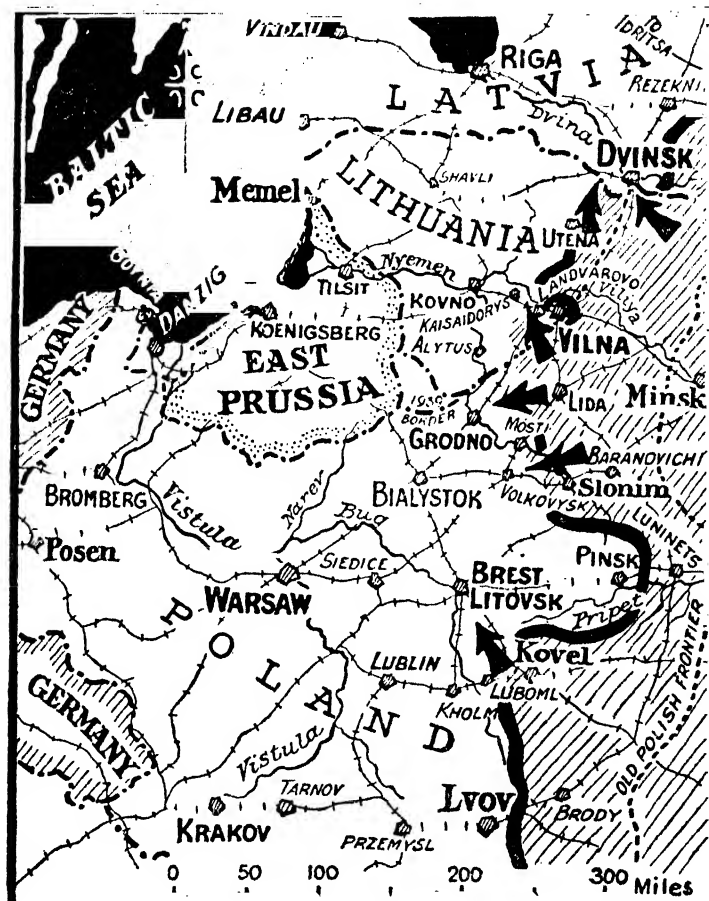 VINDAU
TO
IDRITSA
RIGA
REZEKNI
LATVIA
Dvina
LIBAU
DVINSK
BALTIC
SEA
SHAVLI
Memel
LITHUANIA
UTENA
Nyemen
LANDVAROVO
DANZIG
TILSIT
KOVNO
KAISAIDORYS
KOENIGSBERG
VILNA
ALYTUS
GERMANY
EAST
PRUSSIA
LIDA
Minsk
BORDER
GRODNO
MOSTI
BARANOVICHI
BROMBERG
Vistula
Narev
BIALYSTOK
VOLKOVYSK
Slonim
Bug
LUNINETS
Posen
SIEDICE
PINSK
WARSAW
BREST
LITOVSK
Pripet
POLAND
Kovel
LUBLIN
LUBOML
KHOLM
GERMANY
OLD POLISH FRONTIER
Vistula
TARNOV
LVOV
BRODY
KRAKOV
PRZEMYSL
0 50 100 200 300 Miles